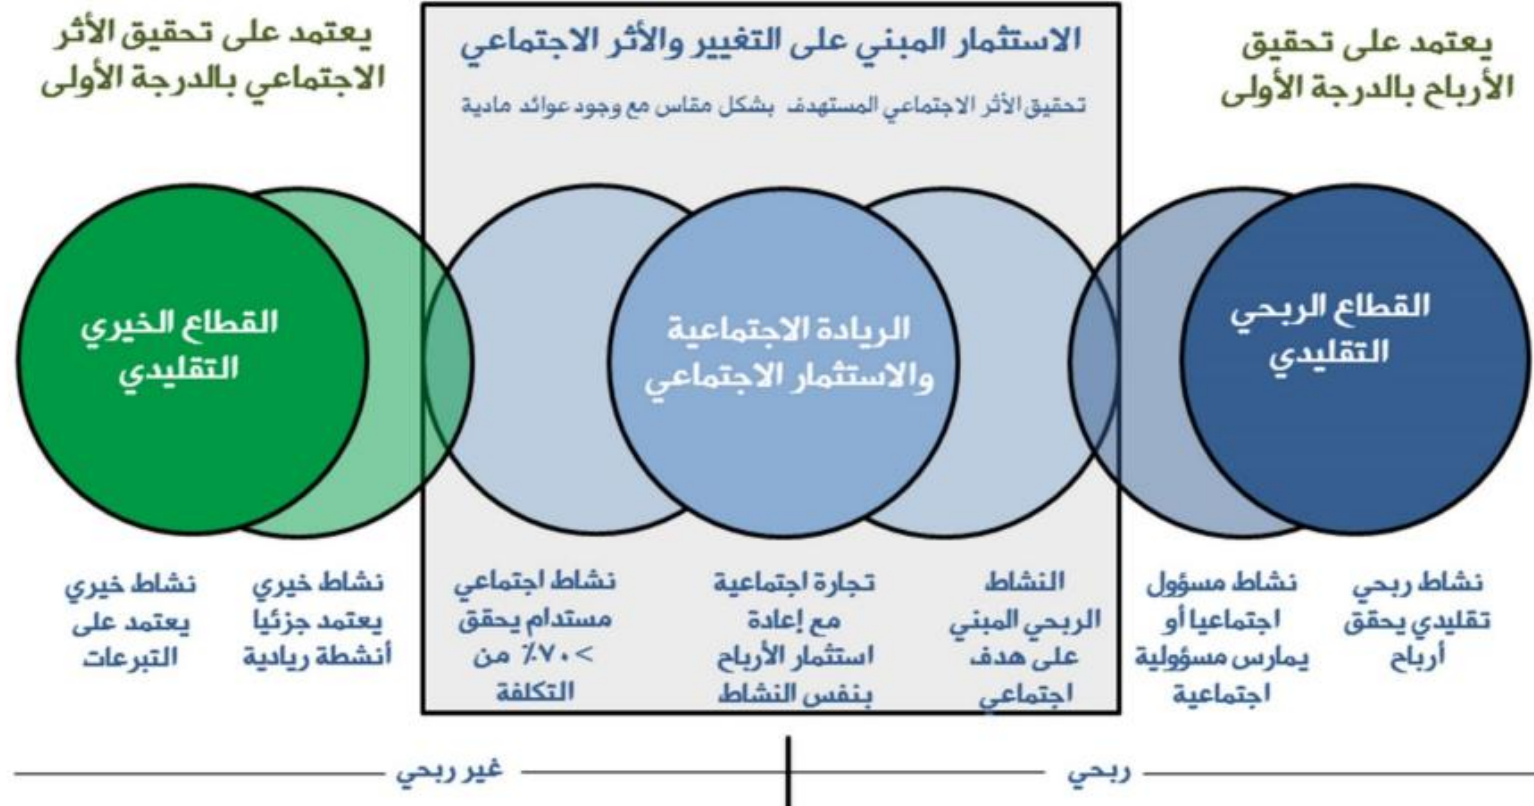 يعتمد على تحقيق
الأرباح بالدرجة الأولى
الاستثمار المبني على التغيير والأثر الاجتماعي
تحقيق الأثر الاجتماعي المستهدف بشكل مقاس مع وجود عوائد مادية
يعتمد على تحقيق الأثر
الاجتماعي بالدرجة الأولى
القطاع الربحي
التقليدي
الريادة الاجتماعية
والاستثمار الاجتماعي
القطاع الخيري
التقليدي
نشاط ربحي
تقليدي يحقق
أرباح
نشاط مسؤول
اجتماعيا أو
يمارس مسؤولية
اجتماعية
النشاط
الربحي المبني
على هدف
اجتماعي
تجارة اجتماعية
مع إعادة
استثمار الأرباح
بنفس النشاط
نشاط اجتماعي
مستدام يحقق
>٧٠٪ من
التكلفة
نشاط خيري
يعتمد جزئيا
أنشطة ريادية
نشاط خيري
يعتمد على
التبرعات
ربحي
غير ربحي